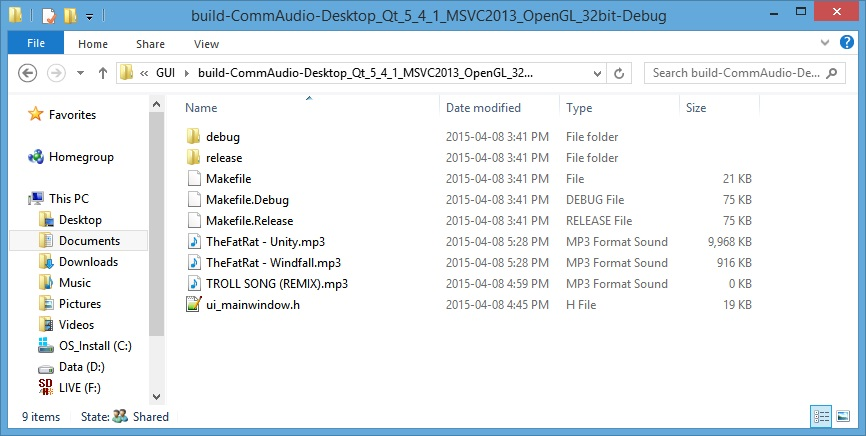 build-CommAudio-Desktop_Qt_5_4_1_MSVC2013_OpenGL_32bit-Debug
File Home Share View
« GUI › build-CommAudio-Desktop_Qt_5_4_1_MSVC2013_OpenGL_32... Search build-CommAudio-De...
Favorites
Homegroup
This PC
Desktop
Documents
Downloads
Music
Pictures
Videos
OS_Install (C:)
Data (D:)
LIVE (F:)
Name Date modified Type Size
debug 2015-04-08 3:41 PM File folder
release 2015-04-08 3:41 PM File folder
Makefile 2015-04-08 3:41 PM File 21 KB
Makefile.Debug 2015-04-08 3:41 PM DEBUG File 75 KB
Makefile.Release 2015-04-08 3:41 PM RELEASE File 75 KB
TheFatRat - Unity.mp3 2015-04-08 5:28 PM MP3 Format Sound 9,968 KB
TheFatRat - Windfall.mp3 2015-04-08 5:28 PM MP3 Format Sound 916 KB
TROLL SONG (REMIX).mp3 2015-04-08 4:59 PM MP3 Format Sound 0 KB
ui_mainwindow.h 2015-04-08 4:45 PM H File 19 KB
9 items State: Shared